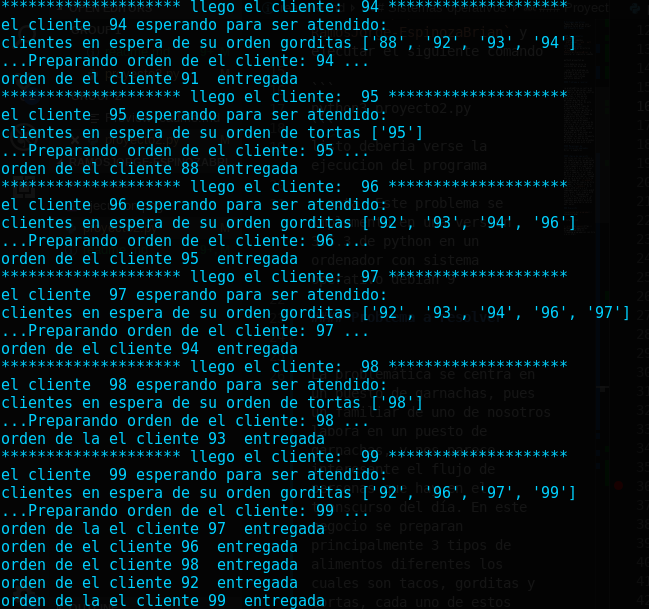 ******************** llego el cliente:  94 ********************
el cliente  94 esperando para ser atendido:
clientes en espera de su orden gorditas ['88', '92', '93', '94']
...Preparando orden de el cliente: 94 ...
orden de el cliente 91  entregada
******************** llego el cliente:  95 ********************
el cliente  95 esperando para ser atendido:
clientes en espera de su orden de tortas ['95']
...Preparando orden de el cliente: 95 ...
orden de el cliente 88  entregada
******************** llego el cliente:  96 ********************
el cliente  96 esperando para ser atendido:
clientes en espera de su orden gorditas ['92', '93', '94', '96']
...Preparando orden de el cliente: 96 ...
orden de el cliente 95  entregada
******************** llego el cliente:  97 ********************
el cliente  97 esperando para ser atendido:
clientes en espera de su orden gorditas ['92', '93', '94', '96', '97']
...Preparando orden de el cliente: 97 ...
orden de el cliente 94  entregada
******************** llego el cliente:  98 ********************
el cliente  98 esperando para ser atendido:
clientes en espera de su orden de tortas ['98']
...Preparando orden de el cliente: 98 ...
orden de la el cliente 93  entregada
******************** llego el cliente:  99 ********************
el cliente  99 esperando para ser atendido:
clientes en espera de su orden gorditas ['92', '96', '97', '99']
...Preparando orden de el cliente: 99 ...
orden de la el cliente 97  entregada
orden de el cliente 96  entregada
orden de el cliente 98  entregada
orden de el cliente 92  entregada
orden de la el cliente 99  entregada